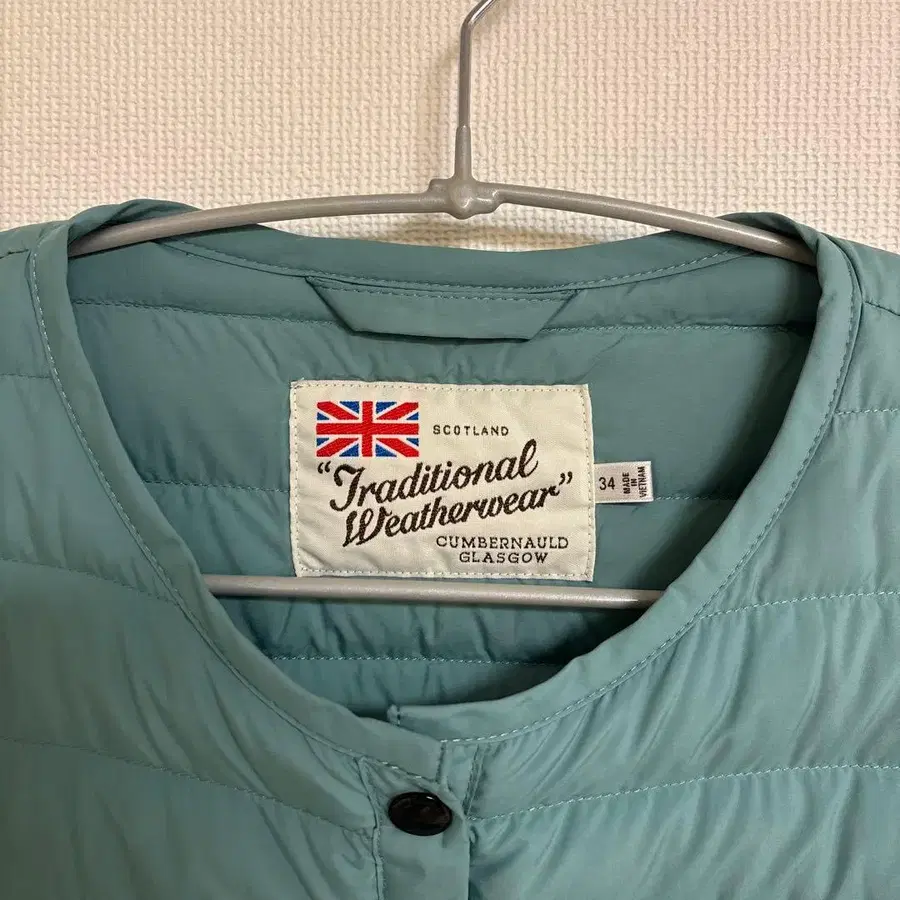 SCOTLAND
"Traditional
Weatherwear"
CUMBERNAULD
GLASGOW
34
MADE
IN
VIETNAM